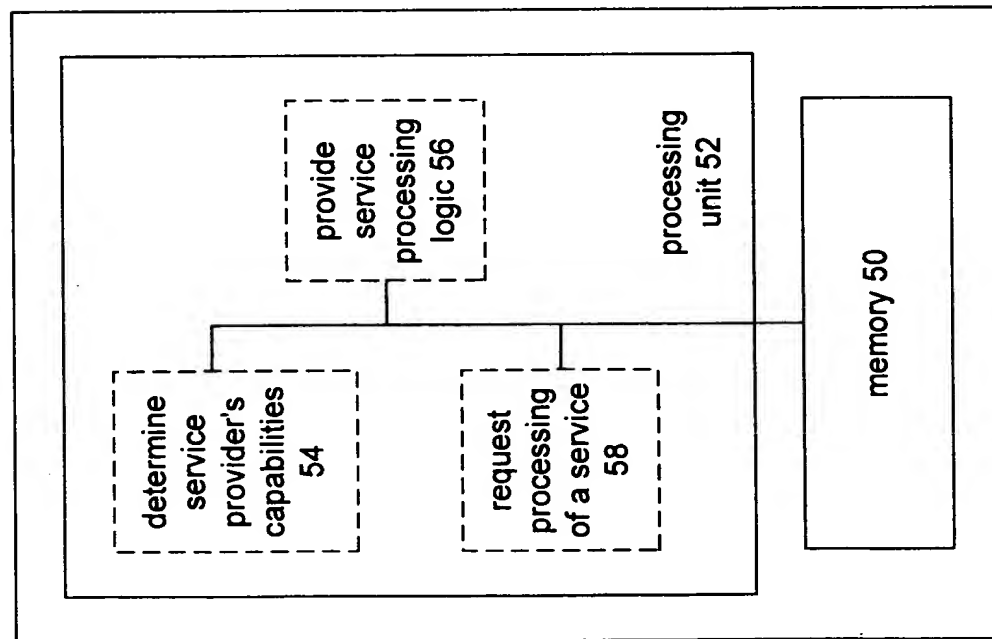 determine
service
provider's
capabilities
54
provide
service
processing
logic 56
request
processing
of a service
58
processing
unit 52
memory 50